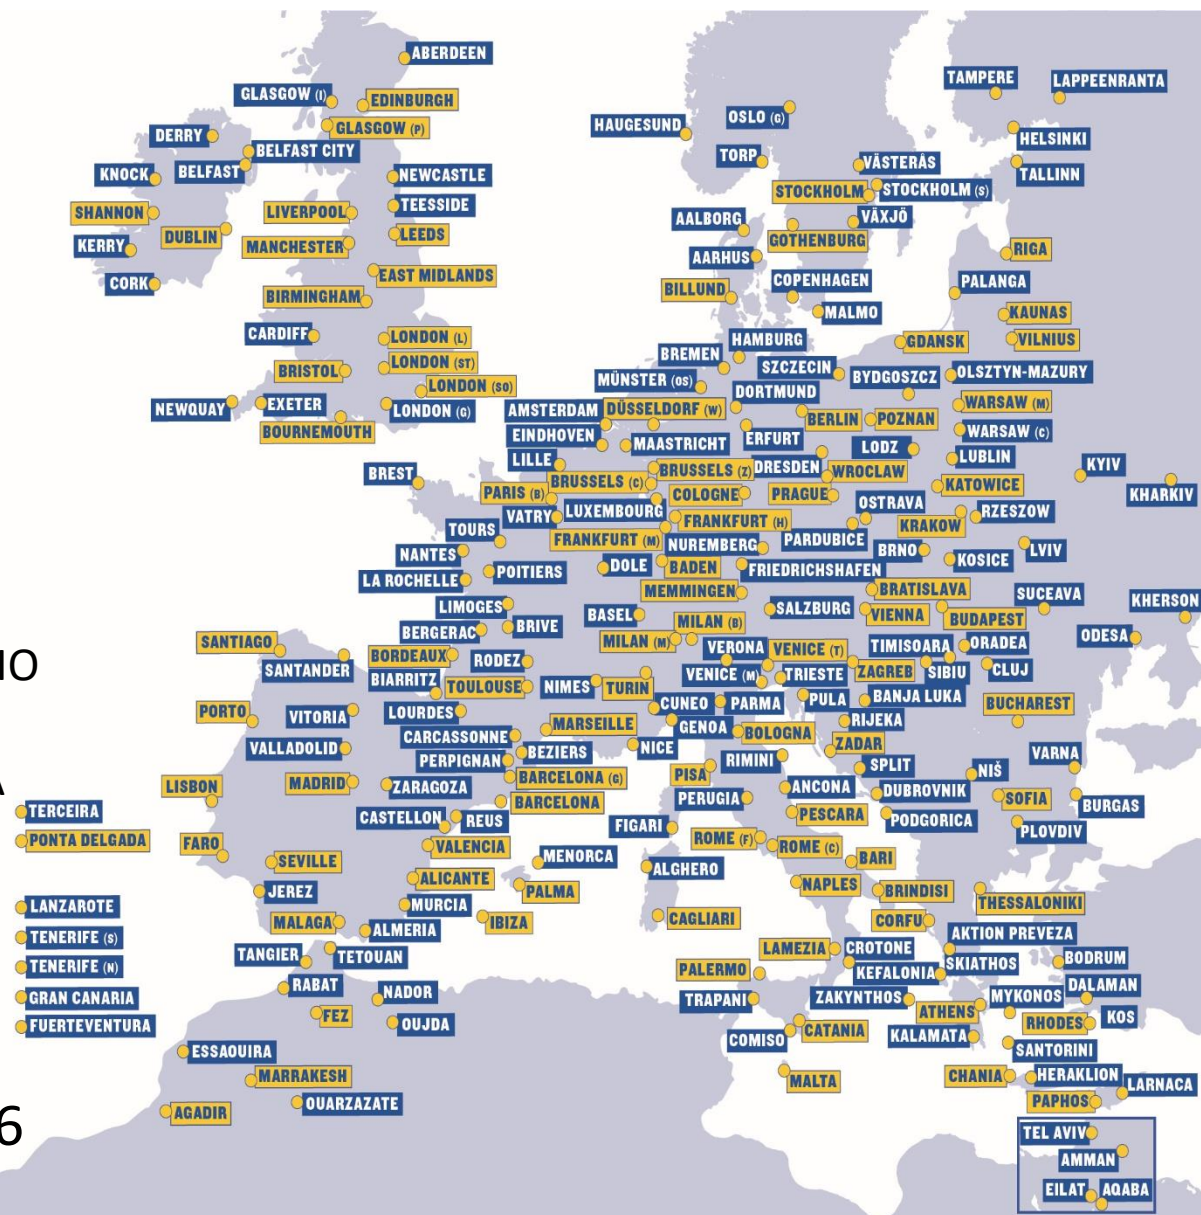 ABERDEEN
TAMPERE
LAPPEENRANTA
GLASGOW (I)
EDINBURGH
OSLO (G)
HAUGESUND
GLASGOW (P)
DERRY
HELSINKI
BELFAST CITY
TORP
VÄSTERÅS
KNOCK
BELFAST
NEWCASTLE
TALLINN
STOCKHOLM
STOCKHOLM (S)
SHANNON
LIVERPOOL
TEESSIDE
AALBORG
VÄXJÖ
DUBLIN
LEEDS
KERRY
MANCHESTER
GOTHENBURG
RIGA
AARHUS
CORK
EAST MIDLANDS
COPENHAGEN
PALANGA
BILLUND
BIRMINGHAM
MALMO
KAUNAS
CARDIFF
LONDON (L)
HAMBURG
GDANSK
VILNIUS
BREMEN
LONDON (ST)
SZCZECIN
BRISTOL
MÜNSTER (OS)
BYDGOSZCZ
OLSZTYN-MAZURY
LONDON (SO)
DORTMUND
NEWQUAY
EXETER
LONDON (G)
AMSTERDAM
DÜSSELDORF (W)
BERLIN
POZNAN
WARSAW (M)
BOURNEMOUTH
EINDHOVEN
MAASTRICHT
ERFURT
WARSAW (C)
LODZ
LILLE
LUBLIN
BREST
BRUSSELS (Z)
DRESDEN
WROCLAW
KYIV
BRUSSELS (C)
KATOWICE
PARIS (B)
COLOGNE
PRAGUE
KHARKIV
OSTRAVA
VATRY
LUXEMBOURG
FRANKFURT (H)
KRAKOW
RZESZOW
TOURS
FRANKFURT (M)
NUREMBERG
PARDUBICE
BRNO
LVIV
NANTES
KOSICE
DOLE
BADEN
FRIEDRICHSHAFEN
LA ROCHELLE
POITIERS
MEMMINGEN
BRATISLAVA
SUCEAVA
KHERSON
LIMOGES
BASEL
SALZBURG
VIENNA
BUDAPEST
BERGERAC
BRIVE
MILAN (B)
ODESA
SANTIAGO
MILAN (M)
VERONA
VENICE (T)
TIMISOARA
ORADEA
IO
SANTANDER
BORDEAUX
RODEZ
VENICE (M)
TRIESTE
ZAGREB
SIBIU
CLUJ
BIARRITZ
TOULOUSE
NIMES
TURIN
CUNEO
PARMA
PULA
BANJA LUKA
BUCHAREST
PORTO
VITORIA
LOURDES
MARSEILLE
GENOA
BOLOGNA
RIJEKA
CARCASSONNE
VALLADOLID
NICE
ZADAR
BEZIERS
PERPIGNAN
RIMINI
SPLIT
VARNA
A
LISBON
MADRID
ZARAGOZA
BARCELONA (G)
PISA
NIŠ
ANCONA
DUBROVNIK
TERCEIRA
BARCELONA
PERUGIA
SOFIA
BURGAS
CASTELLON
REUS
PESCARA
PODGORICA
FIGARI
PLOVDIV
PONTA DELGADA
FARO
VALENCIA
ROME (F)
ROME (C)
SEVILLE
MENORCA
BARI
ALGHERO
ALICANTE
JEREZ
PALMA
NAPLES
BRINDISI
LANZAROTE
MURCIA
THESSALONIKI
MALAGA
IBIZA
CAGLIARI
CORFU
TENERIFE (S)
ALMERIA
AKTION PREVEZA
TANGIER
TETOUAN
LAMEZIA
CROTONE
SKIATHOS
BODRUM
TENERIFE (N)
PALERMO
KEFALONIA
RABAT
DALAMAN
GRAN CANARIA
NADOR
TRAPANI
ZAKYNTHOS
MYKONOS
FEZ
ATHENS
FUERTEVENTURA
OUJDA
CATANIA
RHODES
KOS
COMISO
KALAMATA
ESSAOUIRA
SANTORINI
MARRAKESH
MALTA
CHANIA
HERAKLION
LARNACA
AGADIR
OUARZAZATE
PAPHOS
6
TEL AVIV
AMMAN
EILAT
AQABA